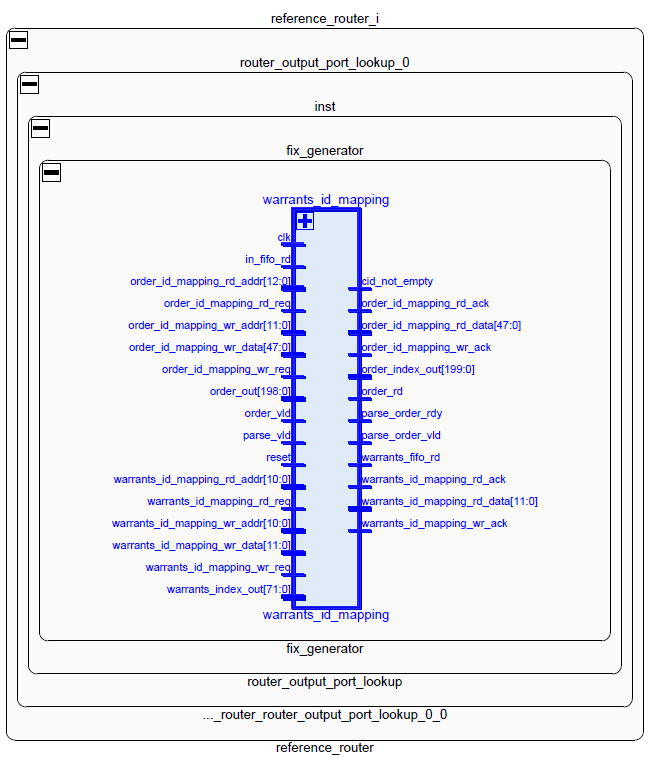 reference_router_i
router_output_port_lookup_0
inst
fix_generator
warrants_id_mapping
clk
in_fifo_rd
order_id_mapping_rd_addr[12:0] cid_not_empty
order_id_mapping_rd_req order_id_mapping_rd_ack
order_id_mapping_wr_addr[11:0] order_id_mapping_rd_data[47:0]
order_id_mapping_wr_data[47:0] order_id_mapping_wr_ack
order_id_mapping_wr_req order_index_out[199:0]
order_out[198:0] order_rd
order_vld parse_order_rdy
parse_vld parse_order_vld
reset warrants_fifo_rd
warrants_id_mapping_rd_addr[10:0] warrants_id_mapping_rd_ack
warrants_id_mapping_rd_req warrants_id_mapping_rd_data[11:0]
warrants_id_mapping_wr_addr[10:0] warrants_id_mapping_wr_ack
warrants_id_mapping_wr_data[11:0]
warrants_id_mapping_wr_req
warrants_index_out[71:0]
warrants_id_mapping
fix_generator
router_output_port_lookup
..._router_router_output_port_lookup_0_0
reference_router